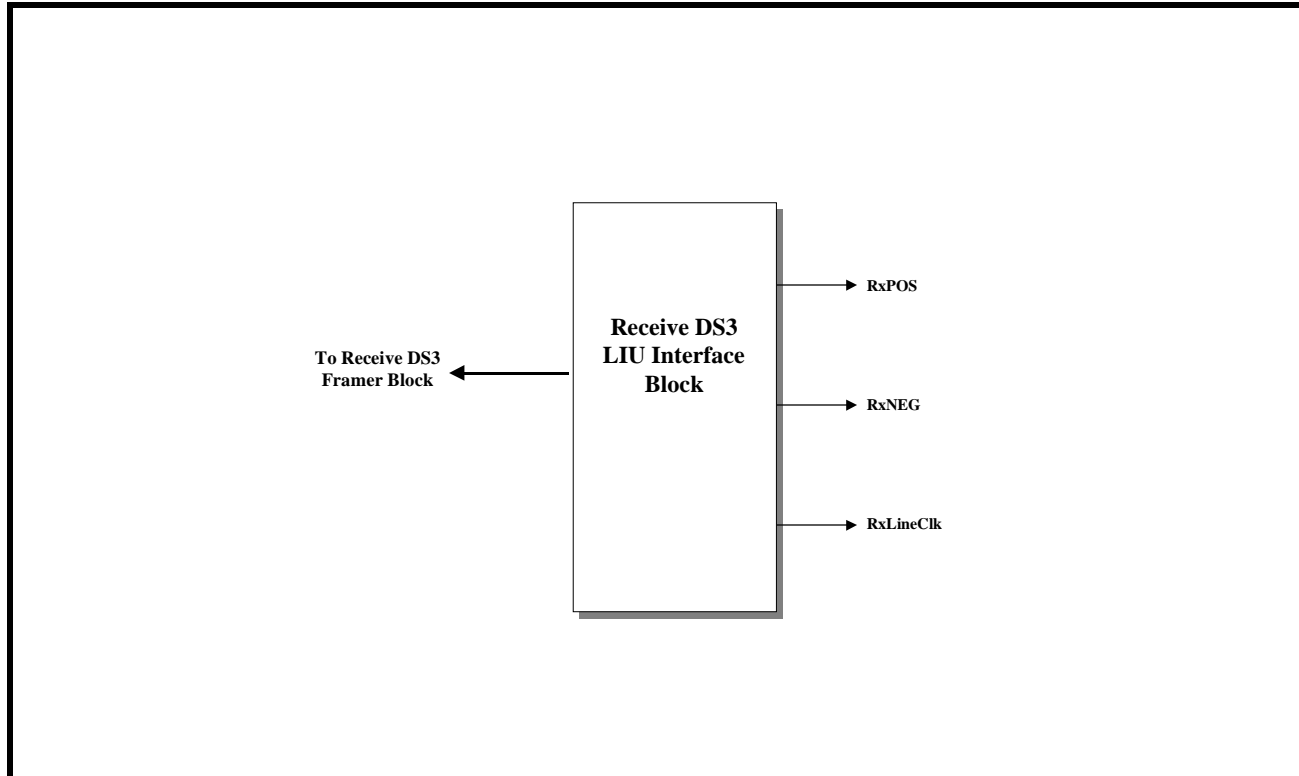 To Receive DS3
Framer Block
Receive DS3
LIU Interface
Block
RxPOS
RxNEG
RxLineClk